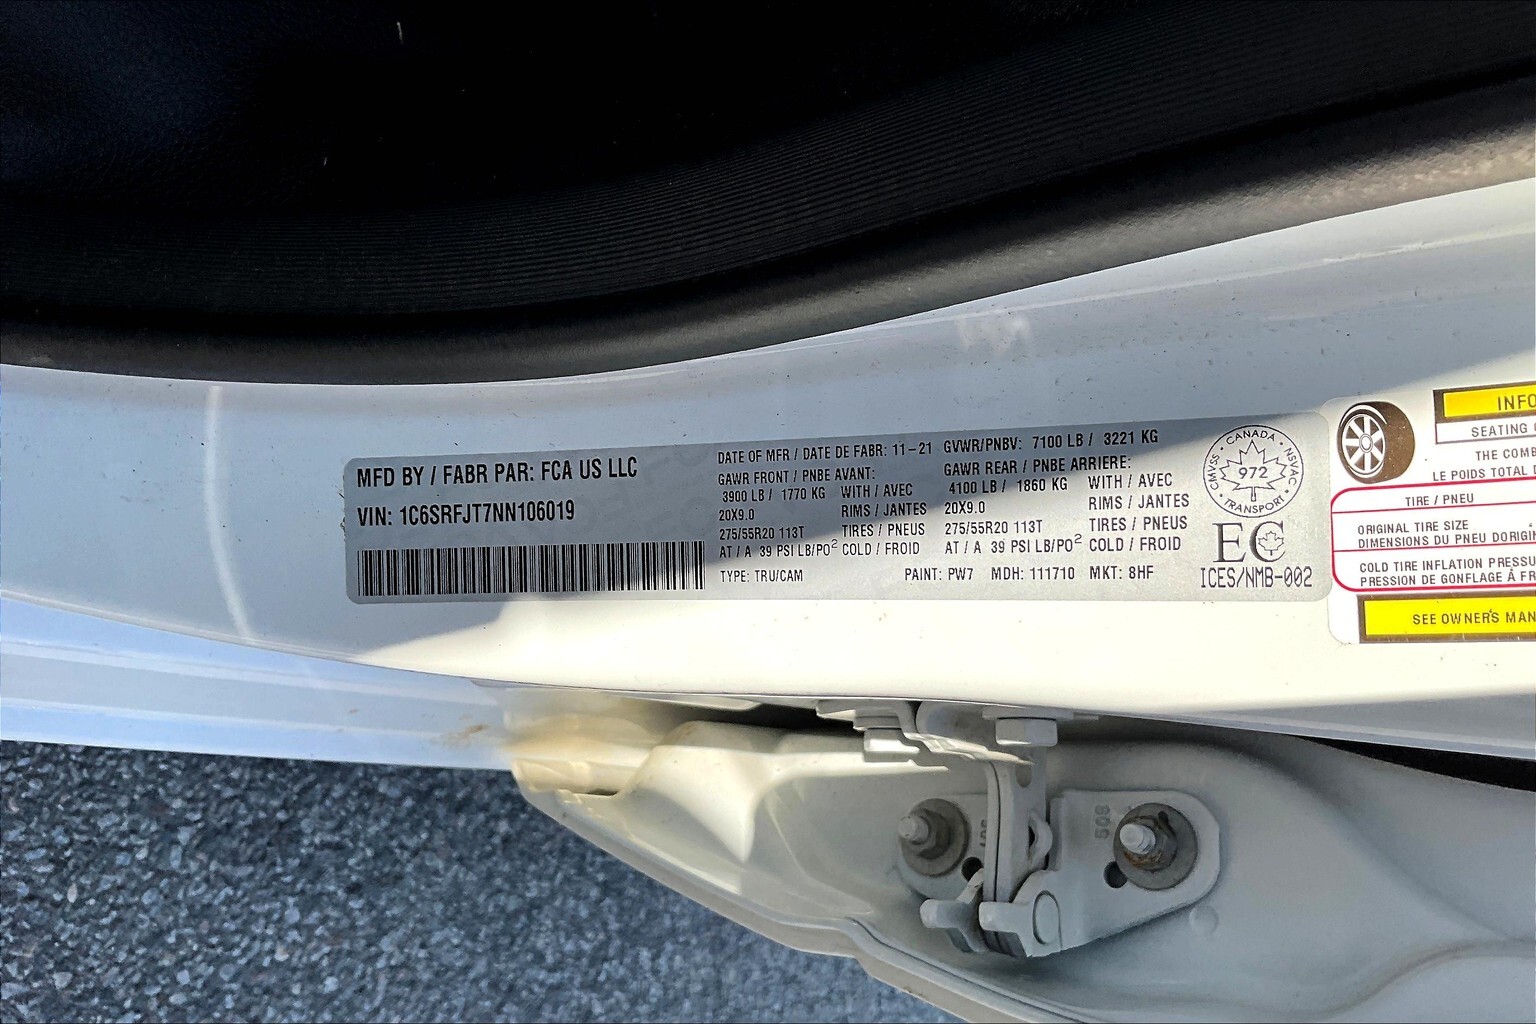 MFD BY / FABR PAR: FCA US LLC
VIN: 1C6SRFJT7NN106019
DATE OF MFR / DATE DE FABR: 11-21
GVWR/PNBV: 7100 LB / 3221 KG
GAWR FRONT / PNBE AVANT:
3900 LB / 1770 KG WITH / AVEC
20X9.0 RIMS / JANTES
275/55R20 113T TIRES / PNEUS
AT / A 39 PSI LB/PO² COLD / FROID
GAWR REAR / PNBE ARRIERE:
4100 LB / 1860 KG WITH / AVEC
20X9.0 RIMS / JANTES
275/55R20 113T TIRES / PNEUS
AT / A 39 PSI LB/PO² COLD / FROID
TYPE: TRU/CAM PAINT: PW7 MDH: 111710 MKT: 8HF
CANADA
CMVSS 972 NSVAC
TRANSPORT
EC
ICES/NMB-002
INFO
SEATING
THE COMB
LE POIDS TOTAL D
TIRE / PNEU
ORIGINAL TIRE SIZE
DIMENSIONS DU PNEU DORIGIN
COLD TIRE INFLATION PRESSU
PRESSION DE GONFLAGE À FR
SEE OWNER'S MAN
508